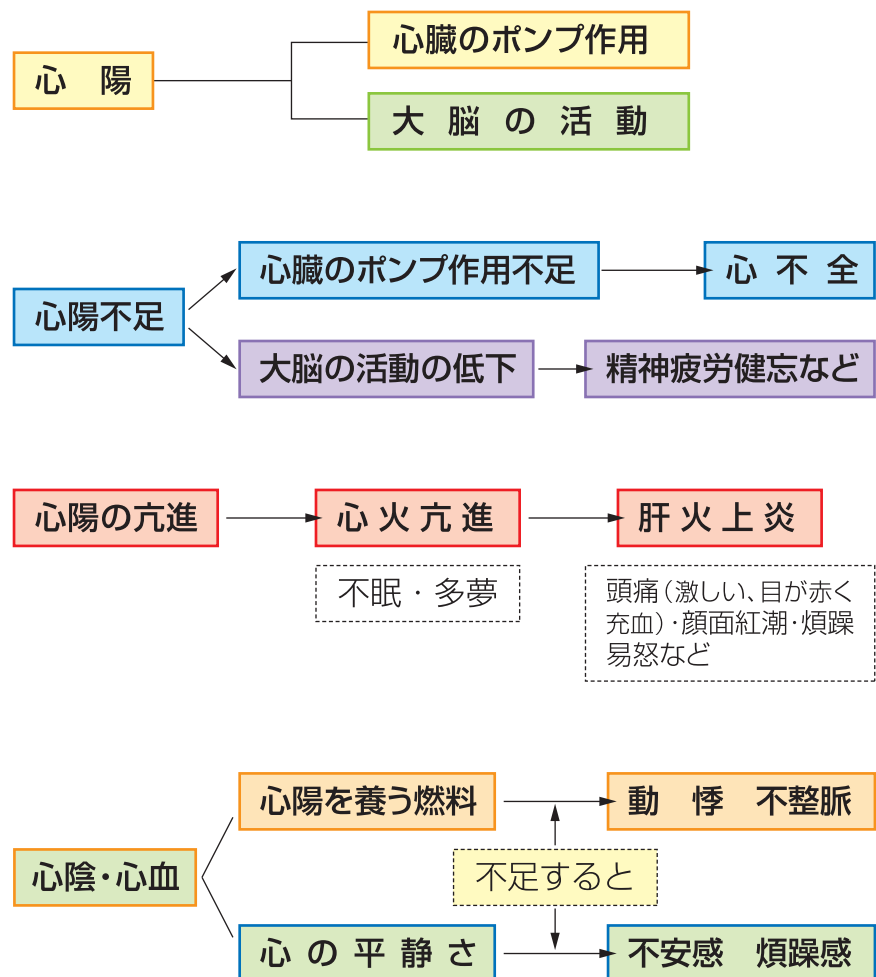 心陽
心臓のポンプ作用
大脳の活動
心陽不足
心臓のポンプ作用不足
心不全
大脳の活動の低下
精神疲労健忘など
心陽の亢進
心火亢進
肝火上炎
不眠・多夢
頭痛（激しい、目が赤く
充血）・顔面紅潮・煩躁
易怒など
心陰・心血
心陽を養う燃料
動悸　不整脈
不足すると
心の平静さ
不安感　煩躁感